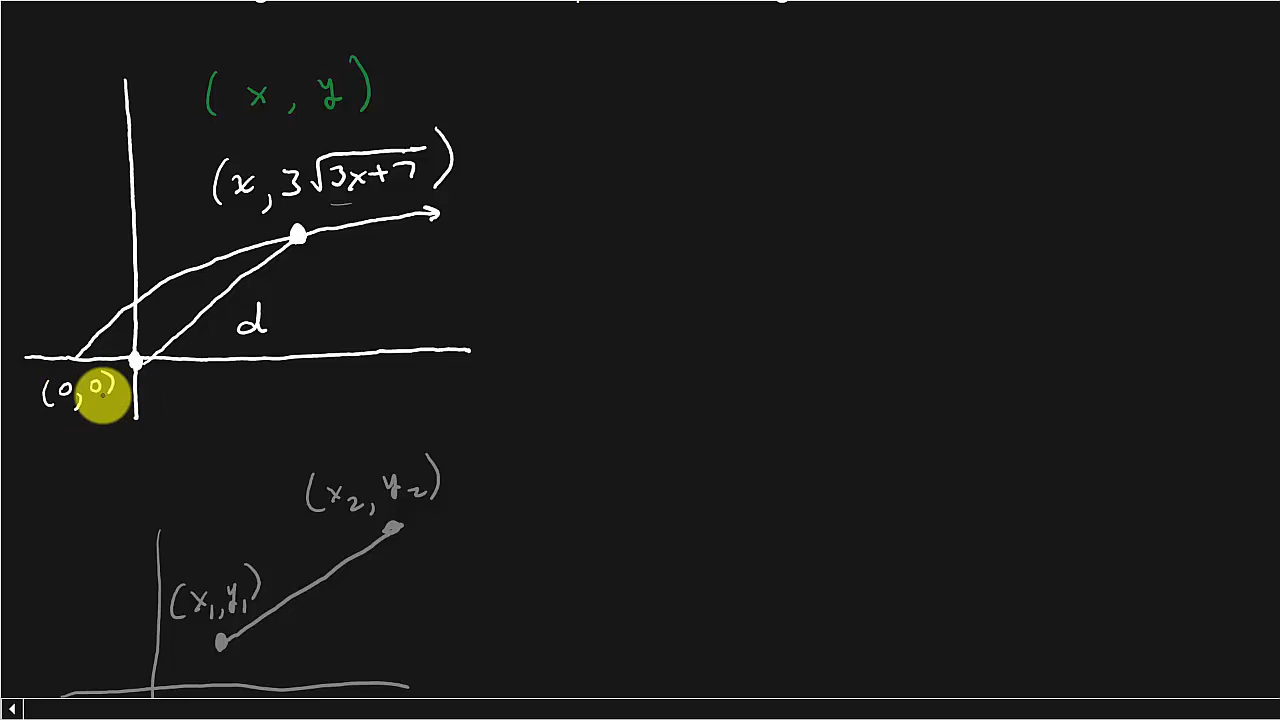 (x, y)
(x, 3√3x+7)
d
(0,0)
(x₂, y₂)
(x₁, y₁)